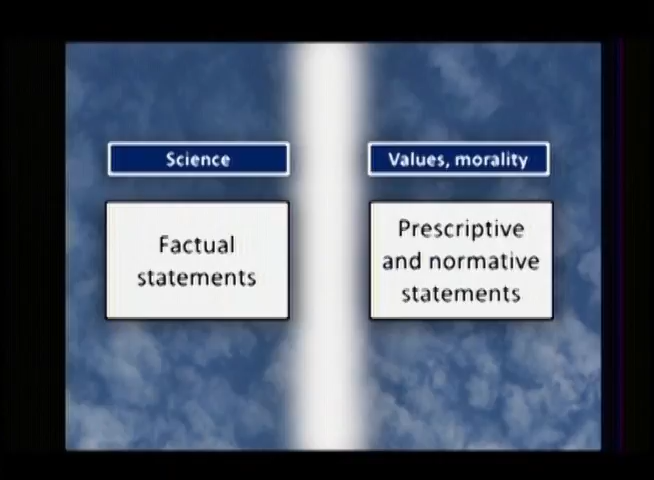 Science
Factual
statements
Values, morality
Prescriptive
and normative
statements